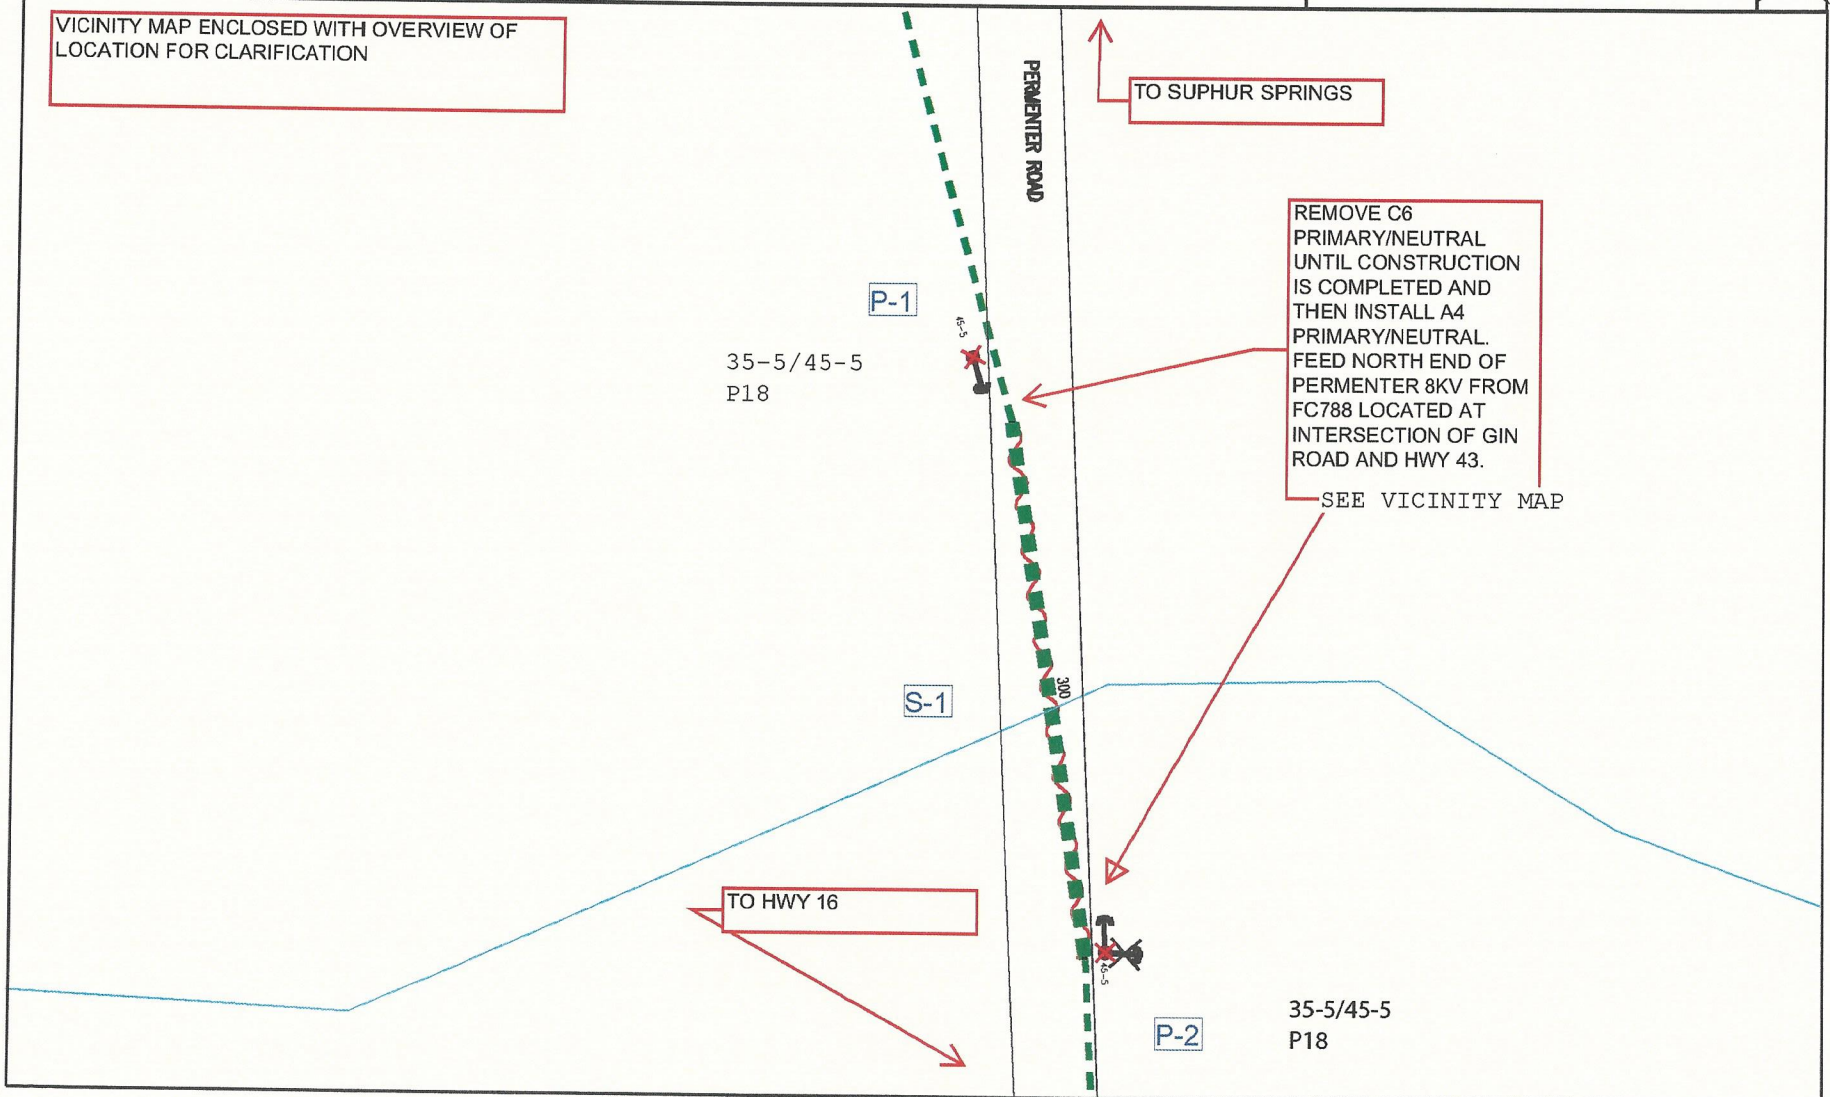 VICINITY MAP ENCLOSED WITH OVERVIEW OF
LOCATION FOR CLARIFICATION
PERMENTER ROAD
TO SUPHUR SPRINGS
REMOVE C6
PRIMARY/NEUTRAL
UNTIL CONSTRUCTION
IS COMPLETED AND
THEN INSTALL A4
PRIMARY/NEUTRAL.
FEED NORTH END OF
PERMENTER 8KV FROM
FC788 LOCATED AT
INTERSECTION OF GIN
ROAD AND HWY 43.
SEE VICINITY MAP
P-1
45-5
35-5/45-5
P18
S-1
300
TO HWY 16
45-5
P-2
35-5/45-5
P18